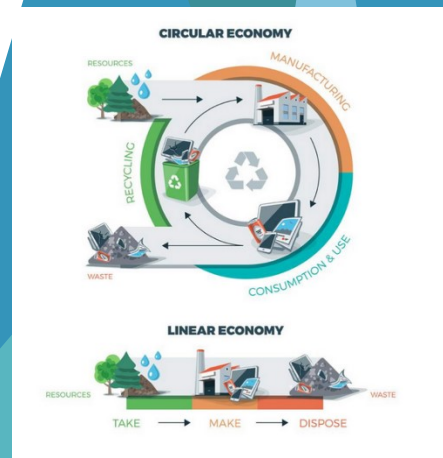 CIRCULAR ECONOMY
RESOURCES
MANUFACTURING
RECYCLING
WASTE
CONSUMPTION & USE
LINEAR ECONOMY
RESOURCES
WASTE
TAKE MAKE DISPOSE